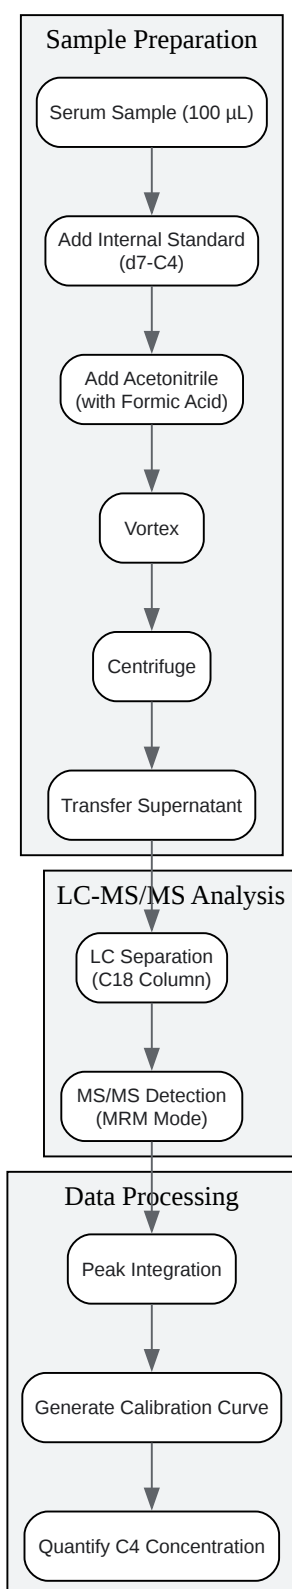 Sample Preparation
Serum Sample (100 µL)
Add Internal Standard
(d7-C4)
Add Acetonitrile
(with Formic Acid)
Vortex
Centrifuge
Transfer Supernatant
LC-MS/MS Analysis
LC Separation
(C18 Column)
MS/MS Detection
(MRM Mode)
Data Processing
Peak Integration
Generate Calibration Curve
Quantify C4 Concentration